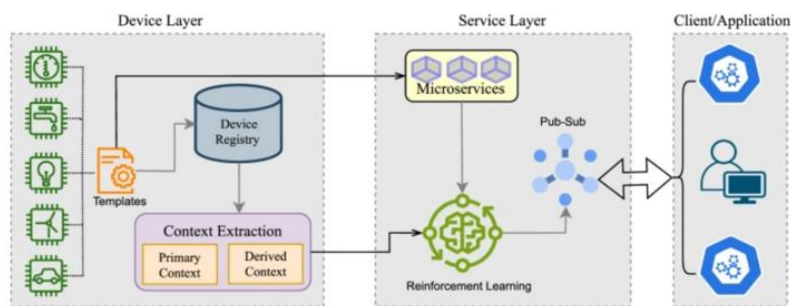 Device Layer
Service Layer
Client/Application
Microservices
Device
Registry
Pub-Sub
Templates
Context Extraction
Primary
Context
Derived
Context
Reinforcement Learning